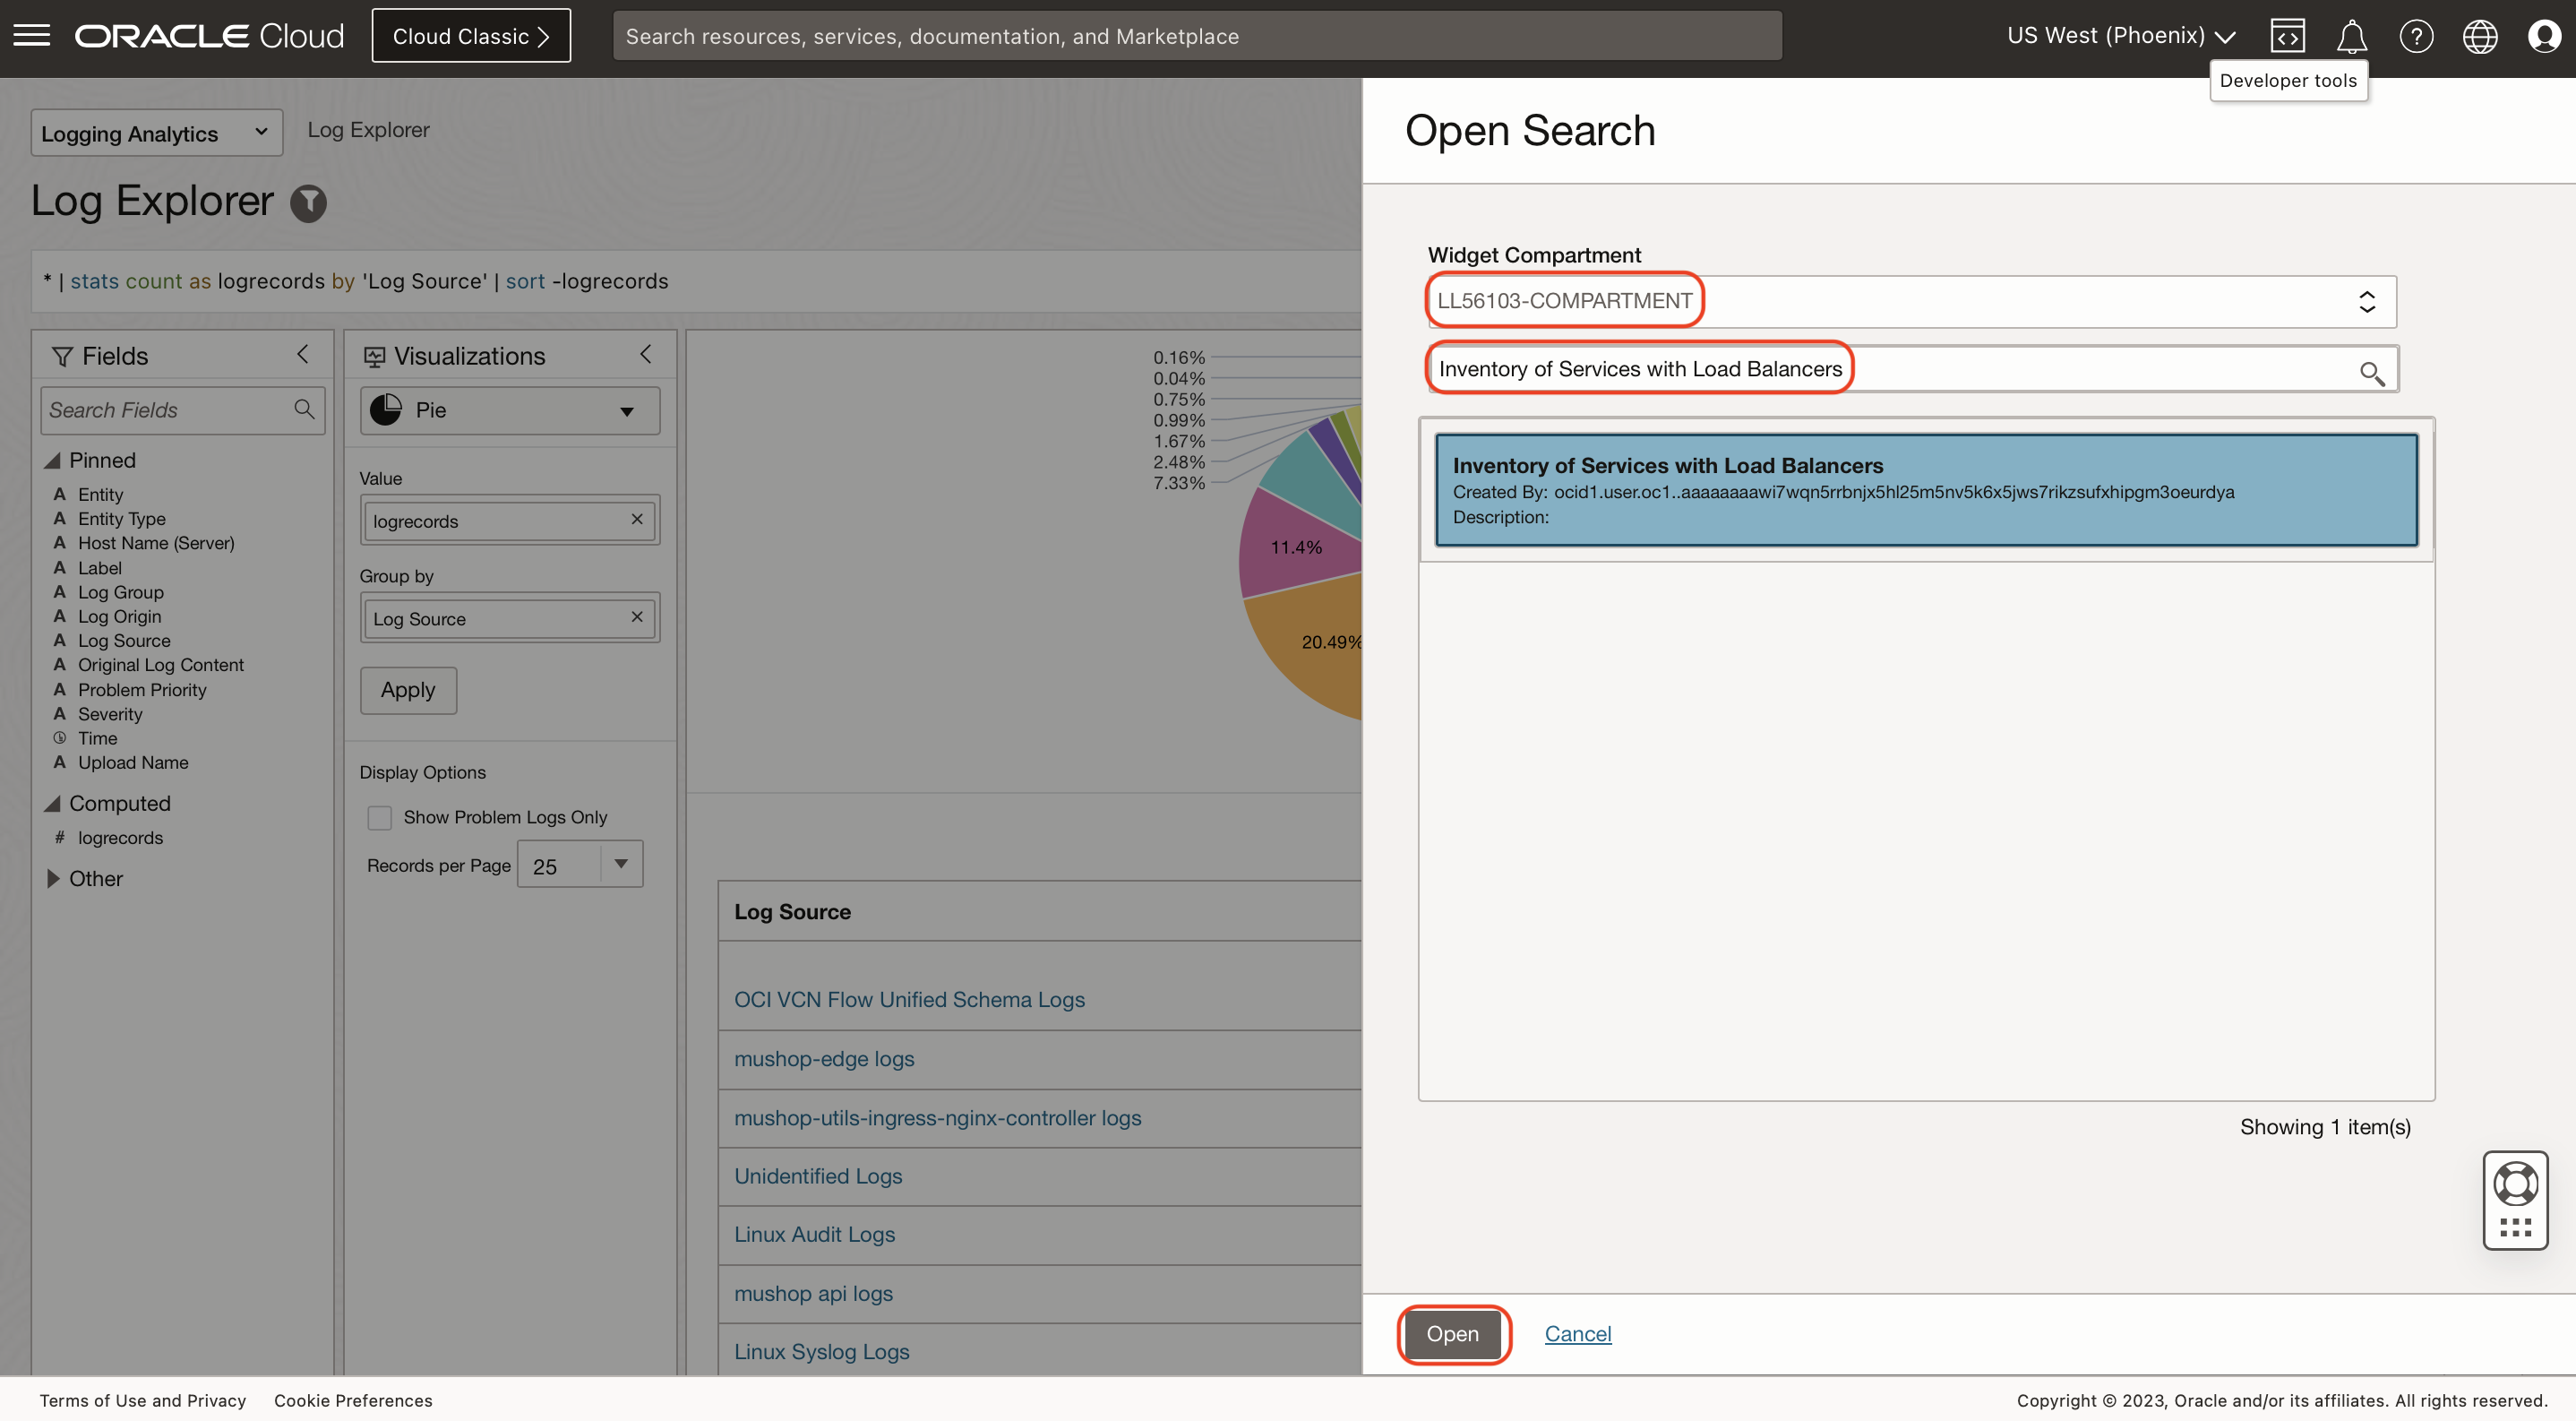 ORACLE Cloud
Cloud Classic
Search resources, services, documentation, and Marketplace
US West (Phoenix)
Developer tools
Logging Analytics
Log Explorer
Log Explorer
* | stats count as logrecords by 'Log Source' | sort -logrecords
Fields
Search Fields
Pinned
A Entity
A Entity Type
A Host Name (Server)
A Label
A Log Group
A Log Origin
A Log Source
A Original Log Content
A Problem Priority
A Severity
Time
A Upload Name
Computed
# logrecords
Other
Visualizations
Pie
Value
logrecords
Group by
Log Source
Apply
Display Options
Show Problem Logs Only
Records per Page 25
0.16%
0.04%
0.75%
0.99%
1.67%
2.48%
7.33%
11.4%
20.49%
Log Source
OCI VCN Flow Unified Schema Logs
mushop-edge logs
mushop-utils-ingress-nginx-controller logs
Unidentified Logs
Linux Audit Logs
mushop api logs
Linux Syslog Logs
Open Search
Widget Compartment
LL56103-COMPARTMENT
Inventory of Services with Load Balancers
Inventory of Services with Load Balancers
Created By: ocid1.user.oc1..aaaaaaaawi7wqn5rrbnjx5hl25m5nv5k6x5jws7rikzsufxhipgm3oeurdya
Description:
Showing 1 item(s)
Open
Cancel
Terms of Use and Privacy
Cookie Preferences
Copyright © 2023, Oracle and/or its affiliates. All rights reserved.